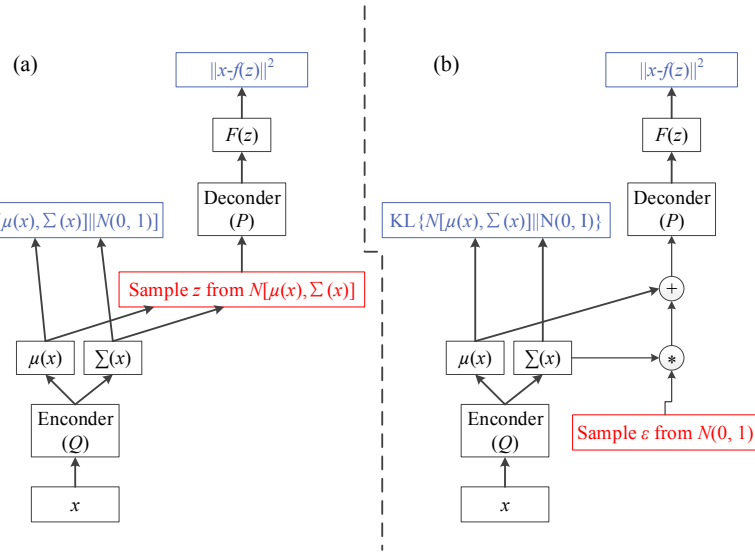 (a)
||x-f(z)||²
F(z)
Deconder
(P)
[μ(x),Σ(x)]||N(0, 1)]
Sample z from N[μ(x),Σ(x)]
μ(x)
∑(x)
Enconder
(Q)
x
(b)
||x-f(z)||²
F(z)
Deconder
(P)
KL{N[μ(x),Σ(x)]||N(0, I)}
+
μ(x)
∑(x)
*
Enconder
(Q)
Sample ε from N(0, 1)
x